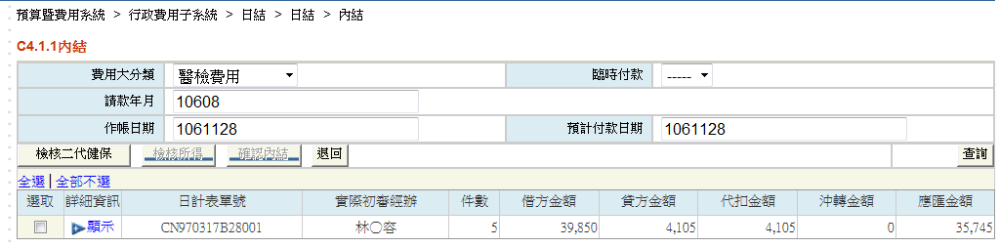 預算暨費用系統 > 行政費用子系統 > 日結 > 日結 > 內結
C4.1.1內結
費用大分類 醫檢費用 臨時付款 -----
請款年月 10608
作帳日期 1061128 預計付款日期 1061128
檢核二代健保 檢核所得 確認內結 退回 查詢
全選 | 全部不選
選取 詳細資訊 日計表單號 實際初審經辦 件數 借方金額 貸方金額 代扣金額 沖轉金額 應匯金額
顯示 CN970317B28001 林○容 5 39,850 4,105 4,105 0 35,745